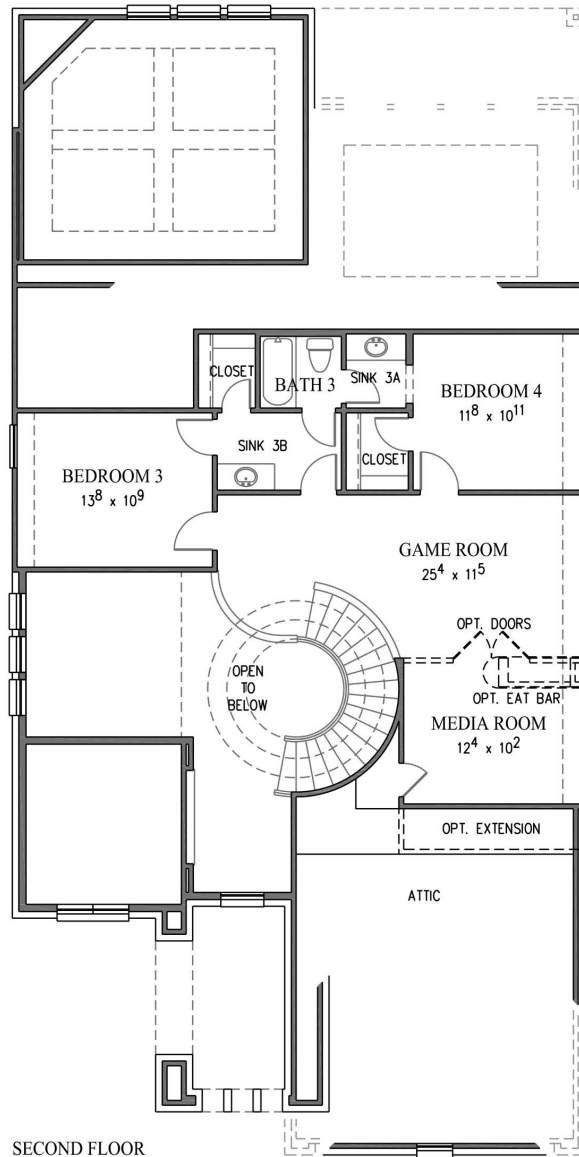 CLOSET
BATH 3
SINK 3A
BEDROOM 4
11⁸ x 10¹¹
SINK 3B
CLOSET
BEDROOM 3
13⁸ x 10⁹
GAME ROOM
25⁴ x 11⁵
OPT. DOORS
OPEN
TO
BELOW
OPT. EAT BAR
MEDIA ROOM
12⁴ x 10²
OPT. EXTENSION
ATTIC
SECOND FLOOR